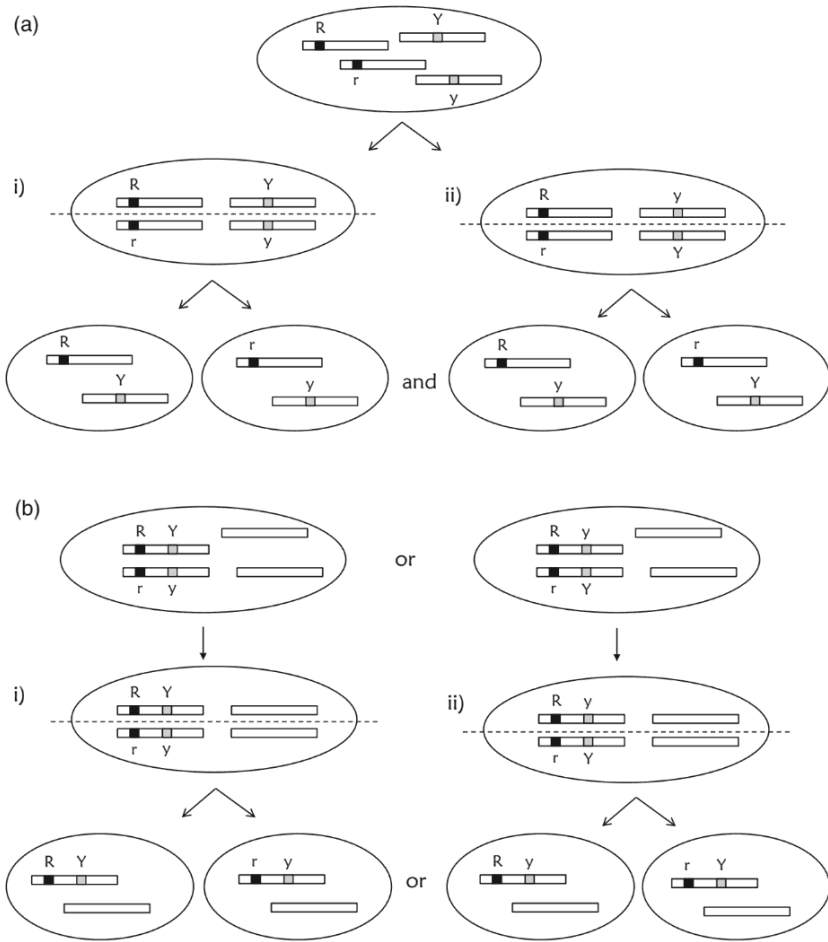 (a)
R Y
r y
i) ii)
R Y R y
r y r Y
R r R r
Y y and y Y
(b)
R Y or R y
r y r Y
i) ii)
R Y R y
r y r Y
R Y r y or R y r Y